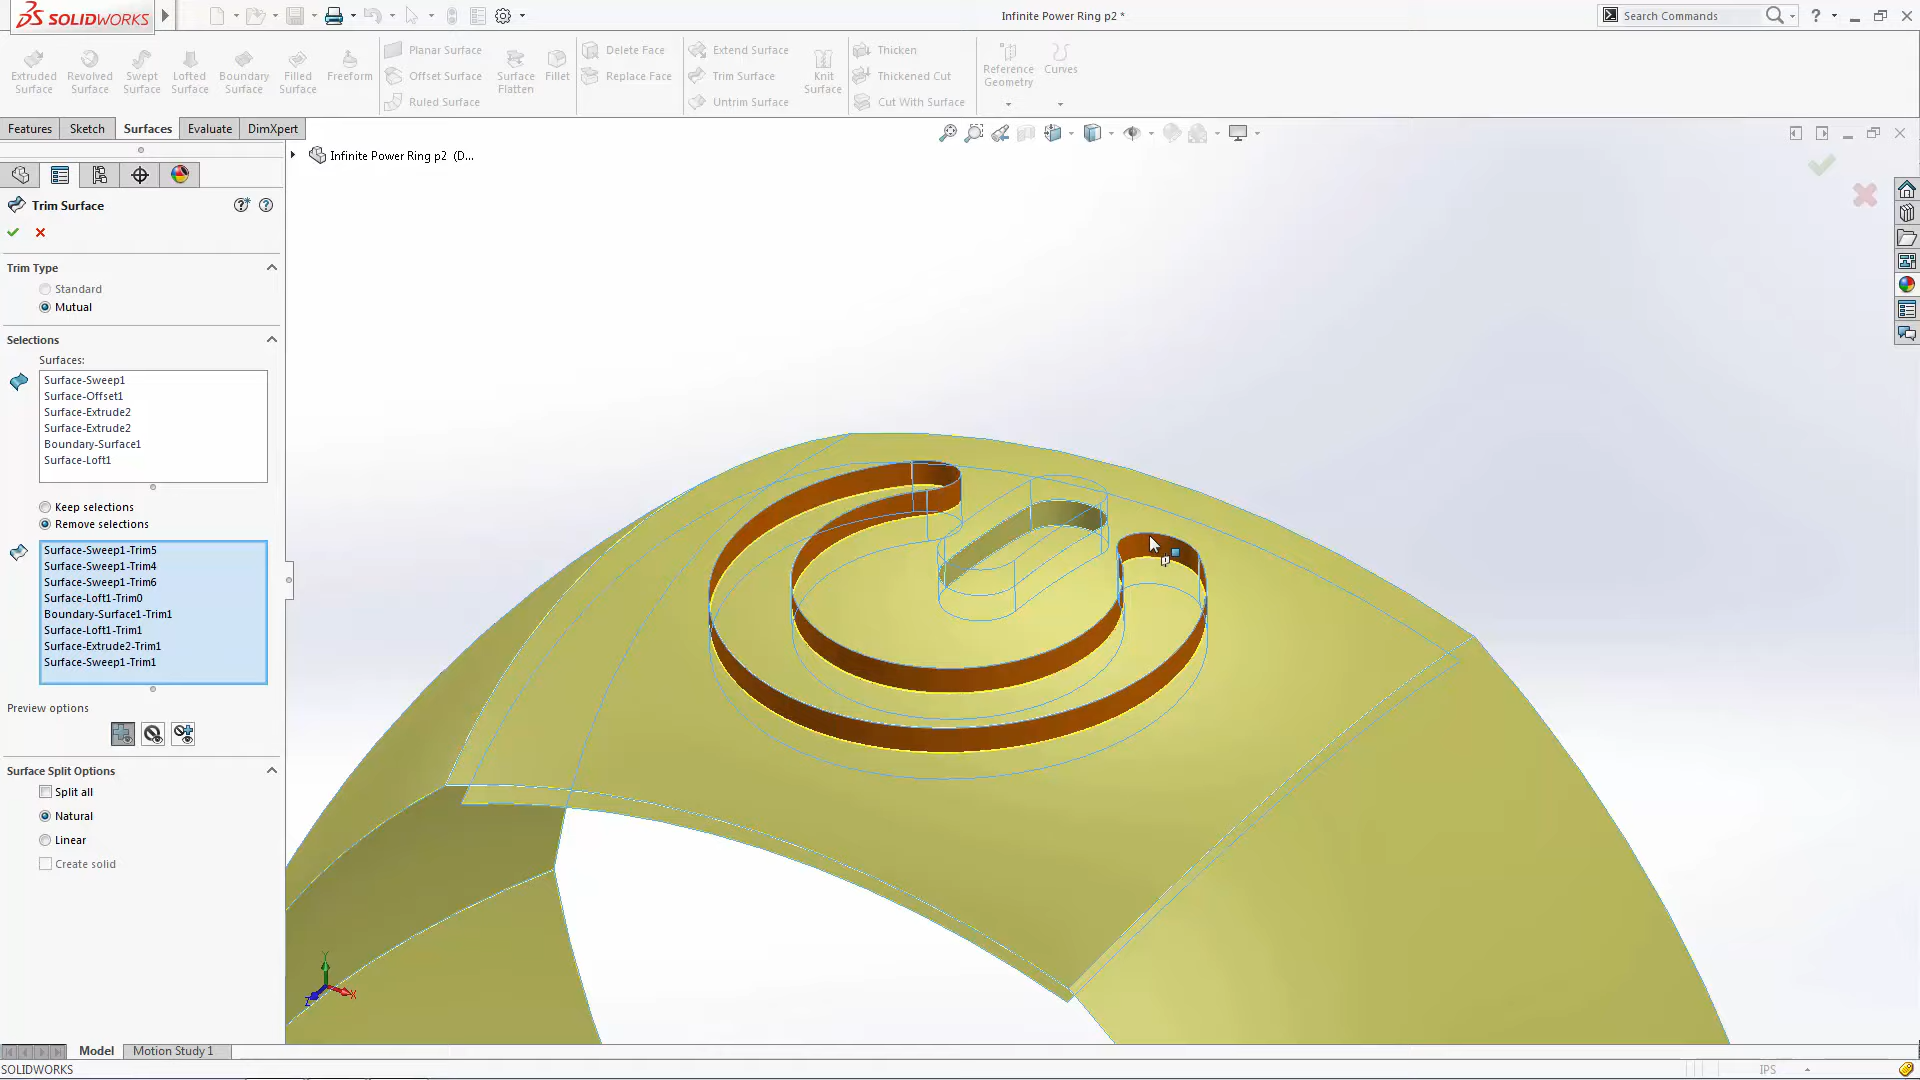 SOLIDWORKS
Infinite Power Ring p2 *
Search Commands
Extruded Surface
Revolved Surface
Swept Surface
Lofted Surface
Boundary Surface
Filled Surface
Freeform
Planar Surface
Offset Surface
Ruled Surface
Surface Flatten
Fillet
Delete Face
Replace Face
Extend Surface
Trim Surface
Untrim Surface
Knit Surface
Thicken
Thickened Cut
Cut With Surface
Reference Geometry
Curves
Features
Sketch
Surfaces
Evaluate
DimXpert
Infinite Power Ring p2 (D...
Trim Surface
Trim Type
Standard
Mutual
Selections
Surfaces:
Surface-Sweep1
Surface-Offset1
Surface-Extrude2
Surface-Extrude2
Boundary-Surface1
Surface-Loft1
Keep selections
Remove selections
Surface-Sweep1-Trim5
Surface-Sweep1-Trim4
Surface-Sweep1-Trim6
Surface-Loft1-Trim0
Boundary-Surface1-Trim1
Surface-Loft1-Trim1
Surface-Extrude2-Trim1
Surface-Sweep1-Trim1
Preview options
Surface Split Options
Split all
Natural
Linear
Create solid
Y
X
Z
Model
Motion Study 1
SOLIDWORKS
IPS